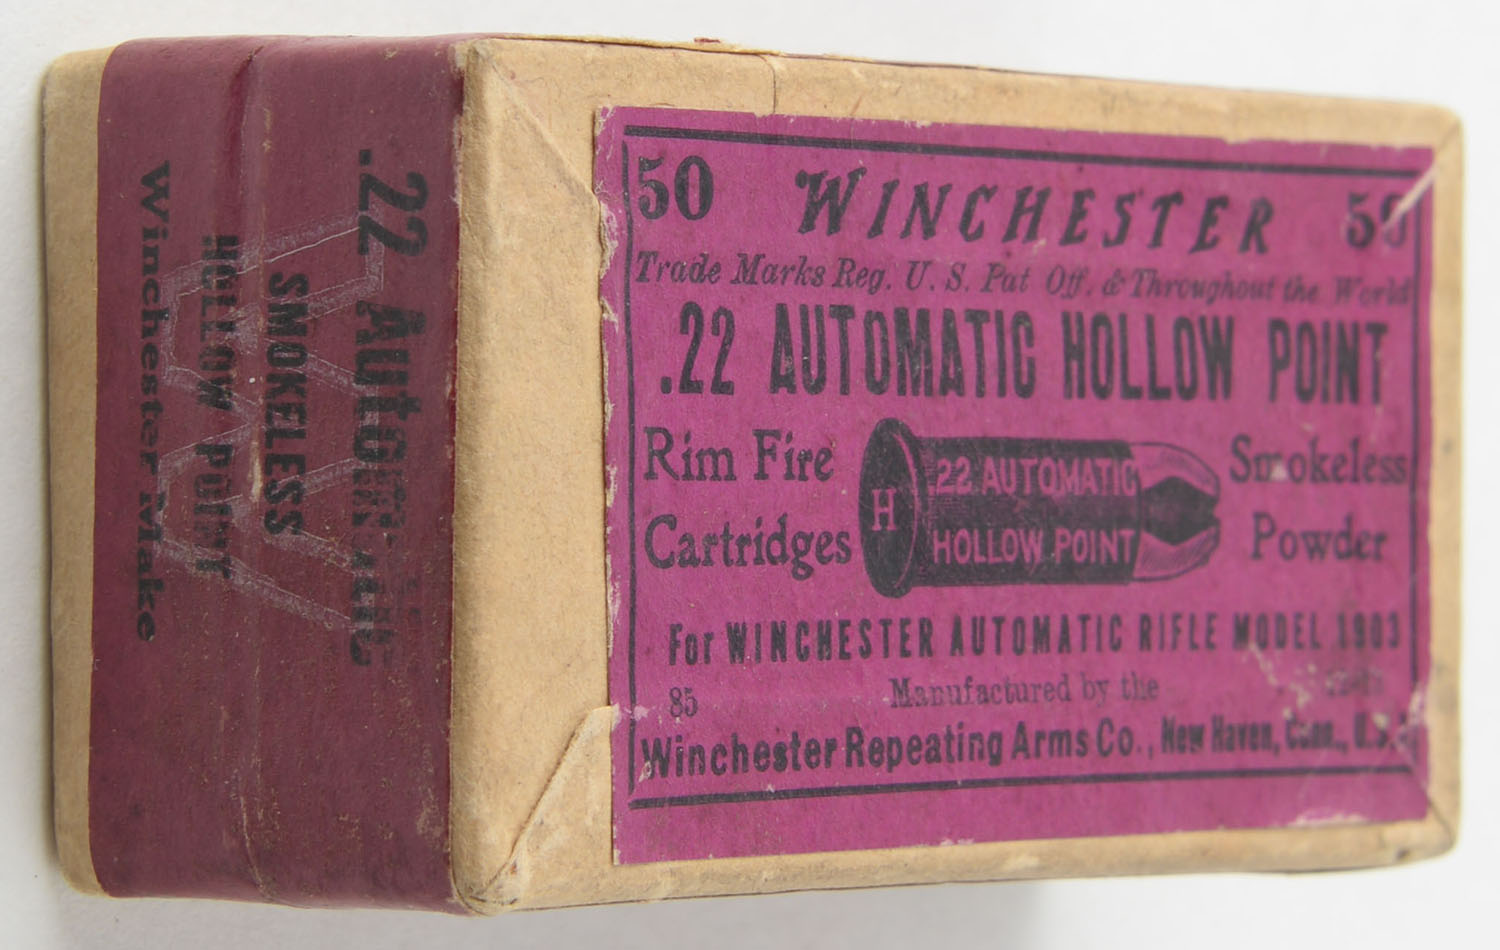 50 WINCHESTER 50
Trade Marks Reg. U. S. Pat Off. & Throughout the World
.22 AUTOMATIC HOLLOW POINT
Rim Fire
Cartridges
H
.22 AUTOMATIC
HOLLOW POINT
Smokeless
Powder
For WINCHESTER AUTOMATIC RIFLE MODEL 1903
85 Manufactured by the
Winchester Repeating Arms Co., New Haven, Conn., U.S.A.
.22 Automatic
SMOKELESS
HOLLOW POINT
Winchester Make
W